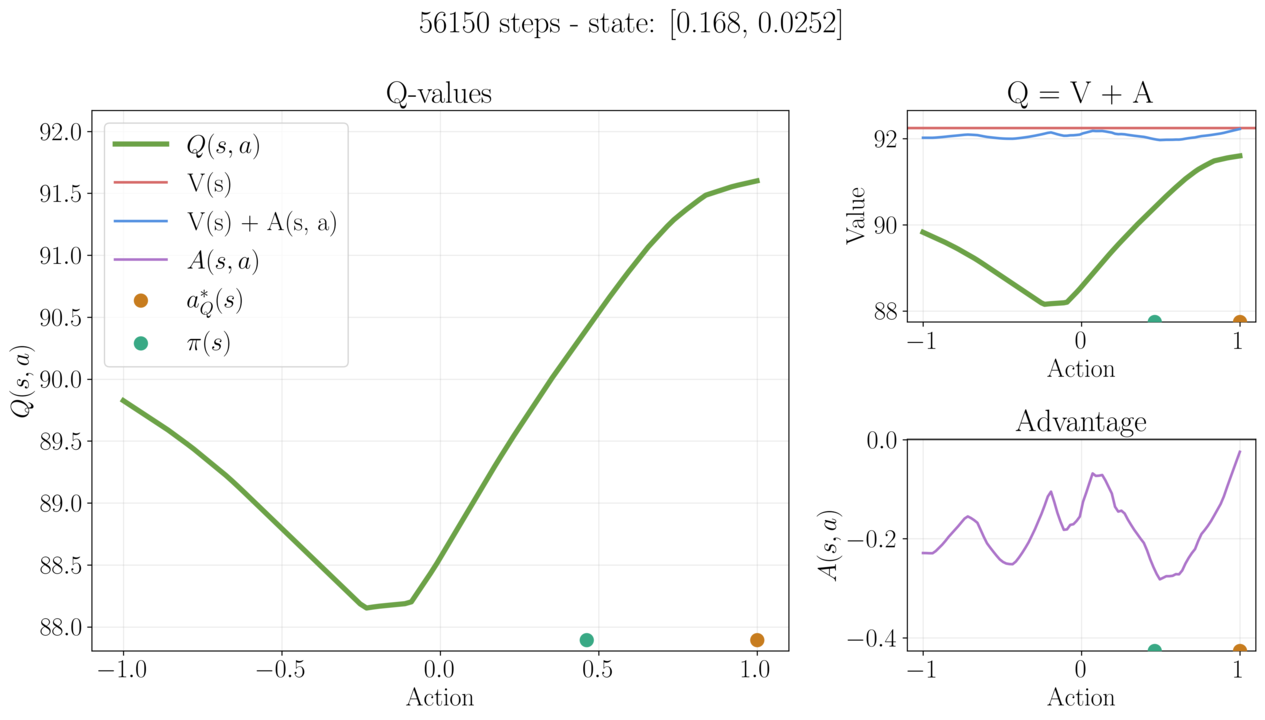 56150 steps - state: [0.168, 0.0252]
Q-values
Q(s, a)
92.0
91.5
91.0
90.5
90.0
89.5
89.0
88.5
88.0
−1.0 −0.5 0.0 0.5 1.0
Action
Q(s, a)
V(s)
V(s) + A(s, a)
A(s, a)
a*Q(s)
π(s)
Q = V + A
Value
92
90
88
−1 0 1
Action
Advantage
A(s, a)
0.0
−0.2
−0.4
−1 0 1
Action